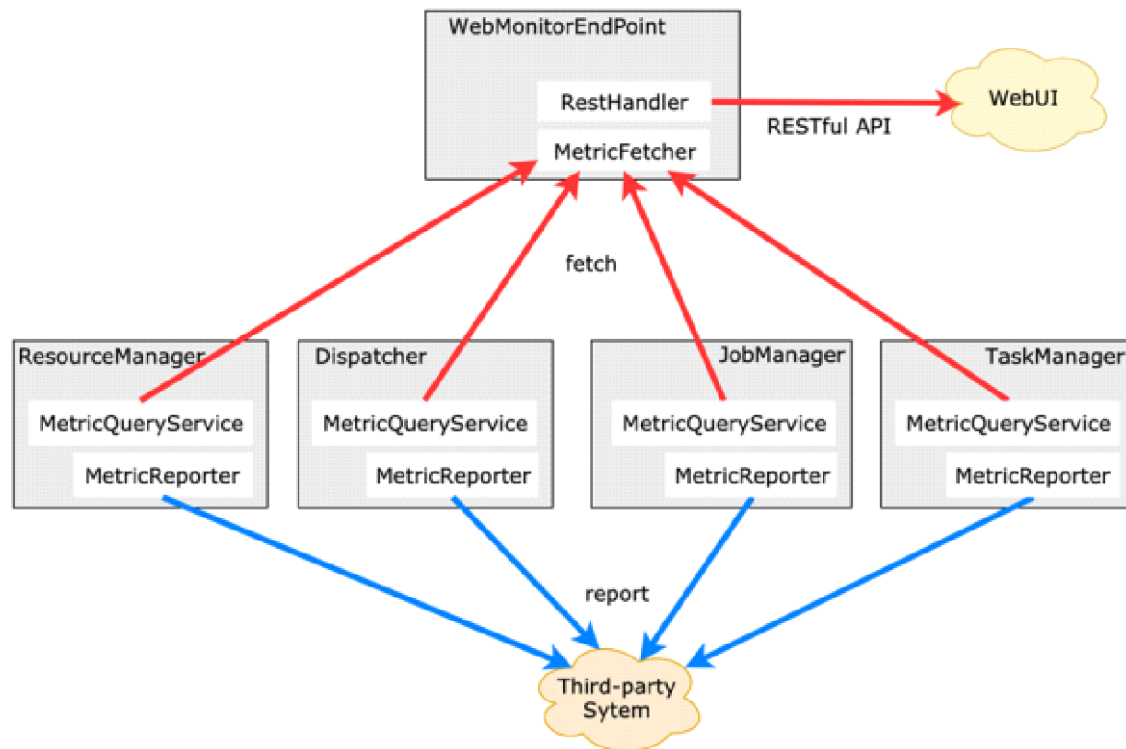 WebMonitorEndPoint
RestHandler
WebUI
RESTful API
MetricFetcher
fetch
ResourceManager
Dispatcher
JobManager
TaskManager
MetricQueryService
MetricQueryService
MetricQueryService
MetricQueryService
MetricReporter
MetricReporter
MetricReporter
MetricReporter
report
Third-party
Sytem